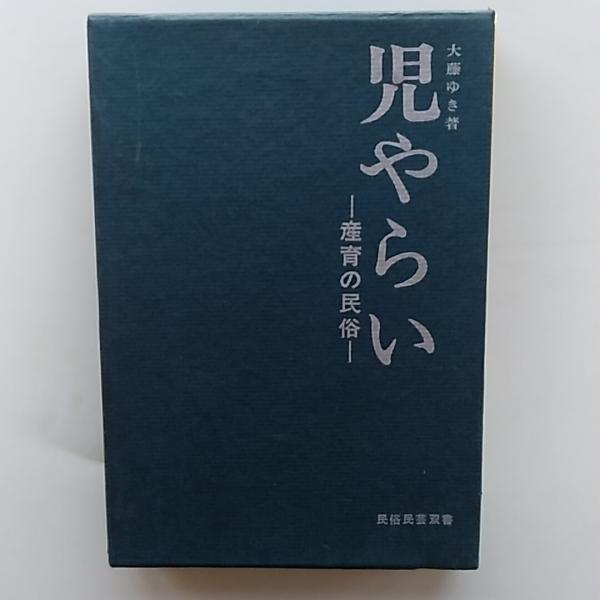 大藤ゆき著
児やらい
―産育の民俗―
民俗民芸双書